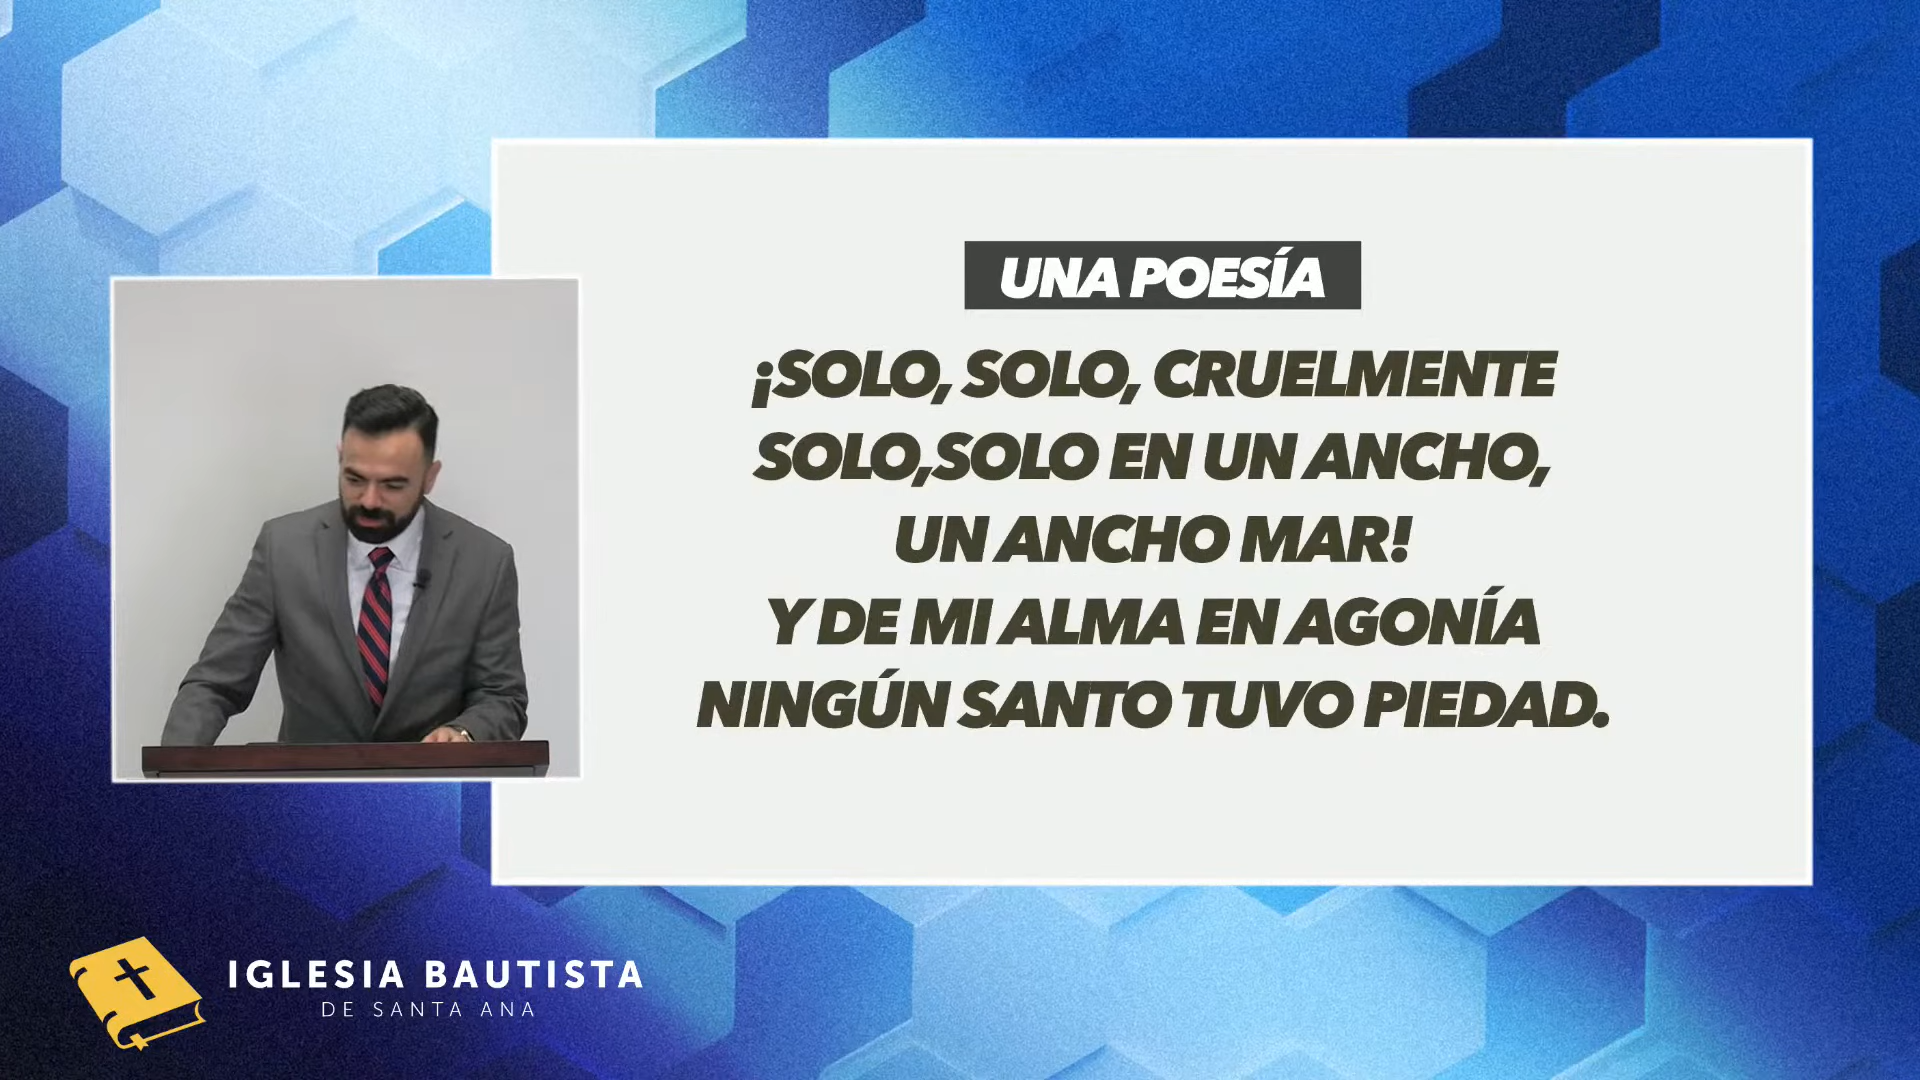 UNA POESÍA
¡SOLO, SOLO, CRUELMENTE
SOLO,SOLO EN UN ANCHO,
UN ANCHO MAR!
Y DE MI ALMA EN AGONÍA
NINGÚN SANTO TUVO PIEDAD.
IGLESIA BAUTISTA
DE SANTA ANA